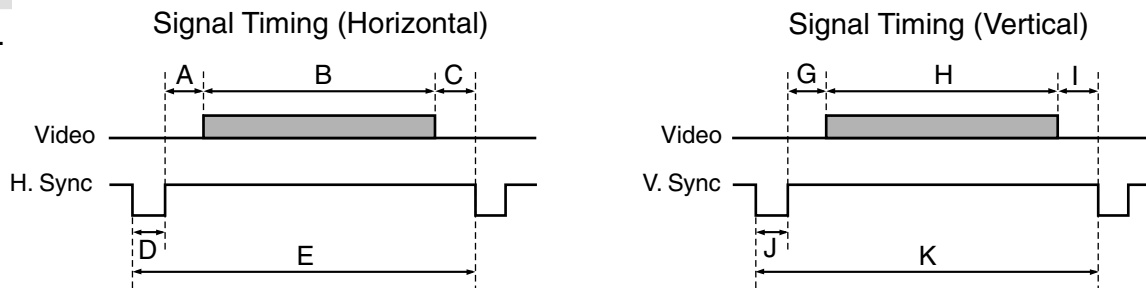 Signal Timing (Horizontal)
A B C
Video
H. Sync
D
E
Signal Timing (Vertical)
G H I
Video
V. Sync
J
K